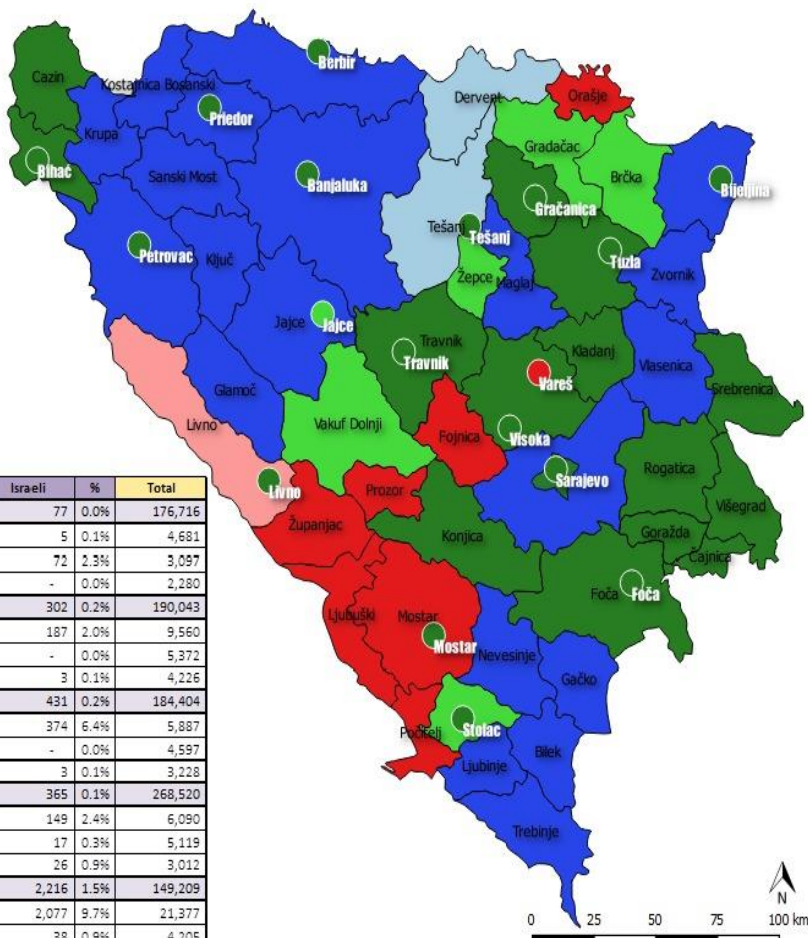 Cazin
Kostajnica Bosanski
Berbir
Dervent
Orašje
Priedor
Krupa
Gradačac
Brčka
Bihać
Sanski Most
Banjaluka
Bijeljina
Gračanica
Tešanj
Tešanj
Petrovac
Ključ
Tuzla
Žepce
Maglaj
Zvornik
Jajce
Jajce
Travnik
Travnik
Kladanj
Vareš
Vlasenica
Srebrenica
Glamoč
Livno
Vakuf Dolnji
Fojnica
Visoka
Sarajevo
Rogatica
Višegrad
Livno
Prozor
Županjac
Konjica
Goražda
Čajnica
Foča
Foča
Ljubuški
Mostar
Mostar
Nevesinje
Gačko
Počitelj
Stolac
Ljubinje
Bilek
Trebinje
Israeli % Total
77 0.0% 176,716
5 0.1% 4,681
72 2.3% 3,097
- 0.0% 2,280
302 0.2% 190,043
187 2.0% 9,560
- 0.0% 5,372
3 0.1% 4,226
431 0.2% 184,404
374 6.4% 5,887
- 0.0% 4,597
3 0.1% 3,228
365 0.1% 268,520
149 2.4% 6,090
17 0.3% 5,119
26 0.9% 3,012
2,216 1.5% 149,209
2,077 9.7% 21,377
38 0.9% 4,205
N
0 25 50 75 100 km